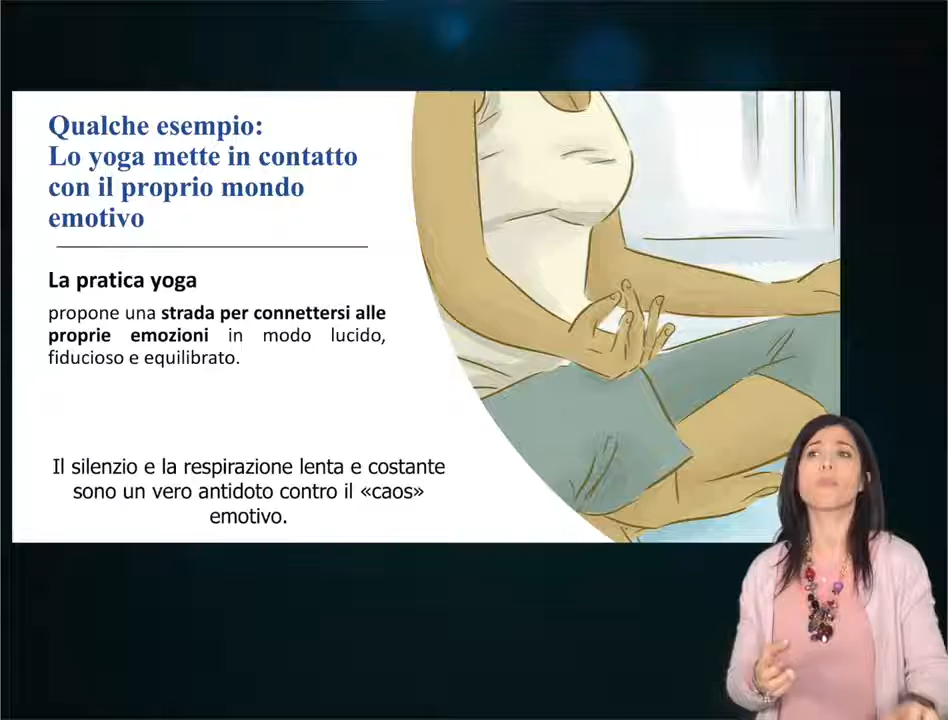 Qualche esempio:
Lo yoga mette in contatto
con il proprio mondo
emotivo
La pratica yoga
propone una strada per connettersi alle
proprie emozioni in modo lucido,
fiducioso e equilibrato.
Il silenzio e la respirazione lenta e costante
sono un vero antidoto contro il «caos»
emotivo.